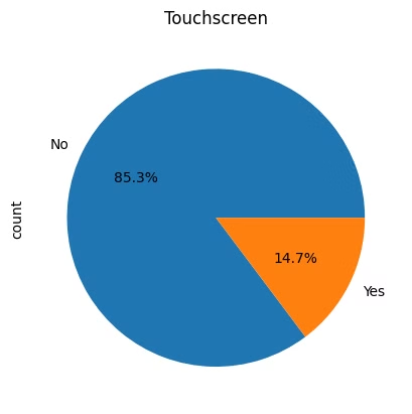 Touchscreen
No
85.3%
count
14.7%
Yes